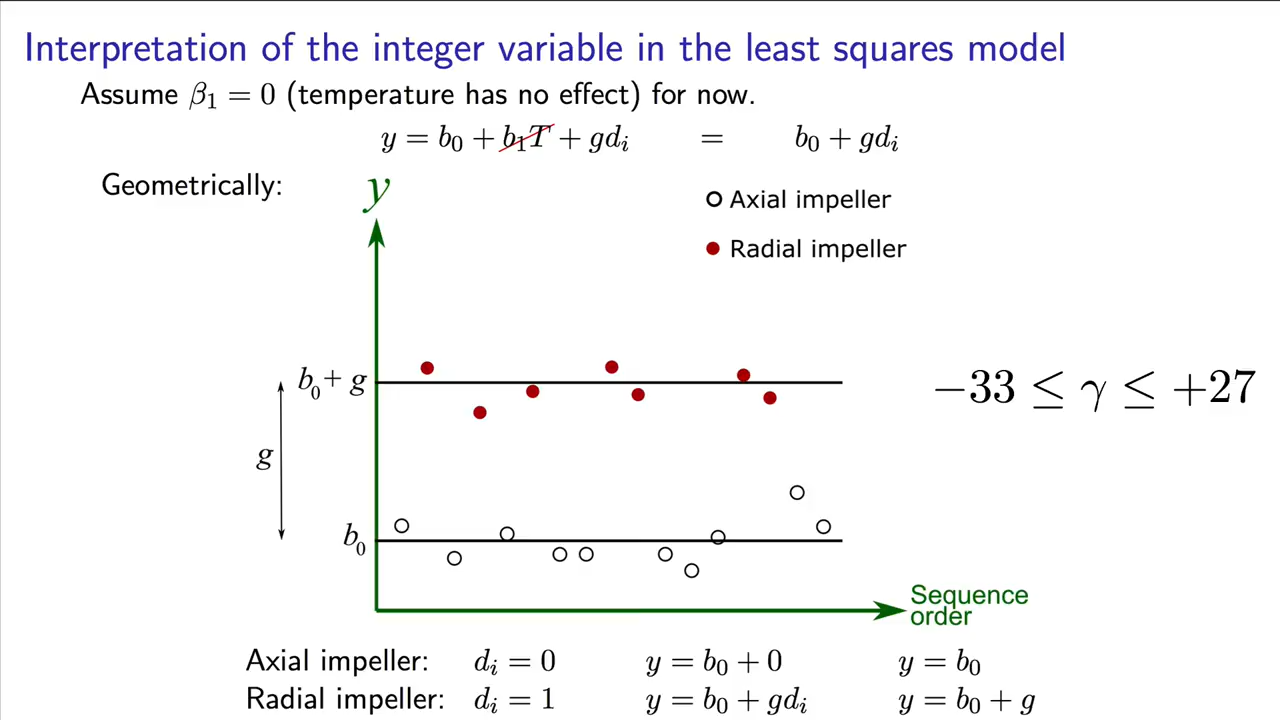 Interpretation of the integer variable in the least squares model
Assume β₁ = 0 (temperature has no effect) for now.
y = b₀ + b₁T + gdᵢ = b₀ + gdᵢ
Geometrically:
y
Axial impeller
Radial impeller
b₀ + g
−33 ≤ γ ≤ +27
g
b₀
Sequence
order
Axial impeller: dᵢ = 0 y = b₀ + 0 y = b₀
Radial impeller: dᵢ = 1 y = b₀ + gdᵢ y = b₀ + g